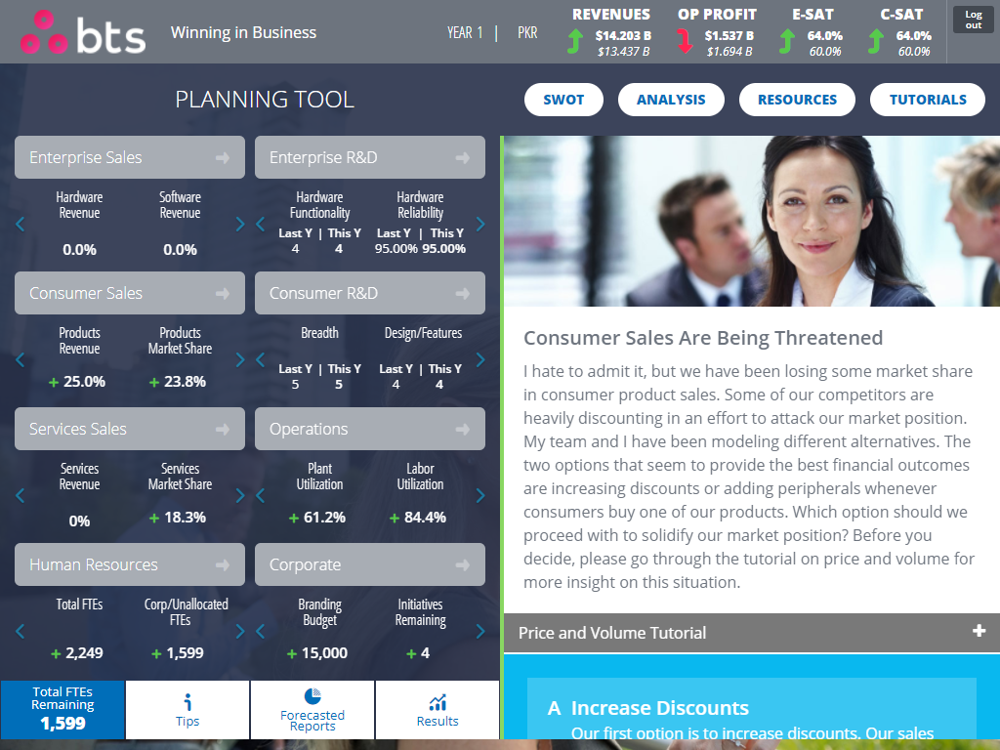 bts
Winning in Business
YEAR 1 | PKR
REVENUES
$14.203 B
$13.437 B
OP PROFIT
$1.537 B
$1.694 B
E-SAT
64.0%
60.0%
C-SAT
64.0%
60.0%
Log out
PLANNING TOOL
SWOT
ANALYSIS
RESOURCES
TUTORIALS
Enterprise Sales
Hardware Revenue
0.0%
Software Revenue
0.0%
Enterprise R&D
Hardware Functionality
Last Y | This Y
4 4
Hardware Reliability
Last Y | This Y
95.00% 95.00%
Consumer Sales
Products Revenue
+ 25.0%
Products Market Share
+ 23.8%
Consumer R&D
Breadth
Last Y | This Y
5 5
Design/Features
Last Y | This Y
4 4
Services Sales
Services Revenue
0%
Services Market Share
+ 18.3%
Operations
Plant Utilization
+ 61.2%
Labor Utilization
+ 84.4%
Human Resources
Total FTEs
+ 2,249
Corp/Unallocated FTEs
+ 1,599
Corporate
Branding Budget
+ 15,000
Initiatives Remaining
+ 4
Total FTEs
Remaining
1,599
Tips
Forecasted
Reports
Results
Consumer Sales Are Being Threatened
I hate to admit it, but we have been losing some market share
in consumer product sales. Some of our competitors are
heavily discounting in an effort to attack our market position.
My team and I have been modeling different alternatives. The
two options that seem to provide the best financial outcomes
are increasing discounts or adding peripherals whenever
consumers buy one of our products. Which option should we
proceed with to solidify our market position? Before you
decide, please go through the tutorial on price and volume for
more insight on this situation.
Price and Volume Tutorial
A Increase Discounts
Our first option is to increase discounts. Our sales